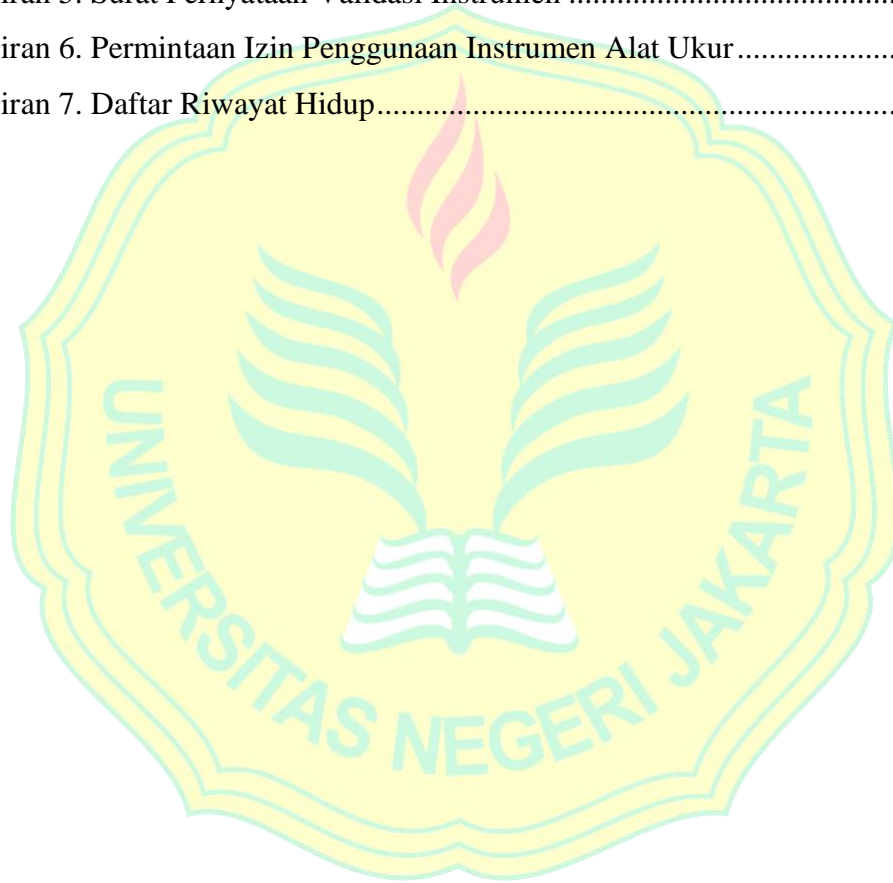 iran 5. Surat Pernyataan Validasi Instrumen ........................................
iran 6. Permintaan Izin Penggunaan Instrumen Alat Ukur ....................
iran 7. Daftar Riwayat Hidup.................................................................
UNIVERSITAS NEGERI JAKARTA